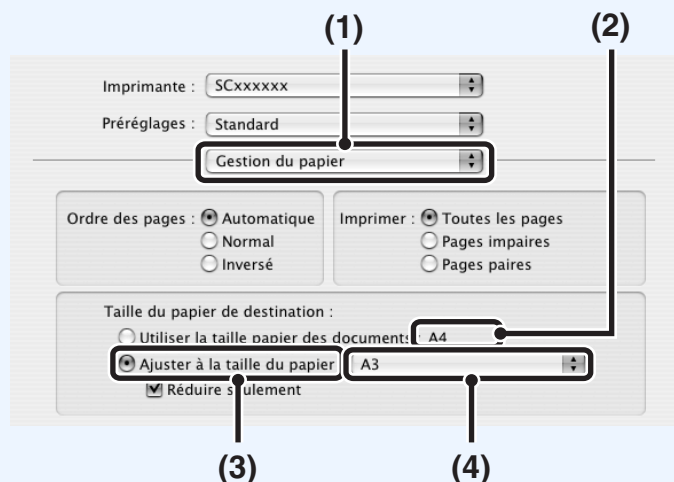 (1) (2)
Imprimante : SCxxxxxx
Préréglages : Standard
Gestion du papier
Ordre des pages : Automatique Imprimer : Toutes les pages
Normal Pages impaires
Inversé Pages paires
Taille du papier de destination :
Utiliser la taille papier des documents : A4
Ajuster à la taille du papier A3
Réduire seulement
(3) (4)